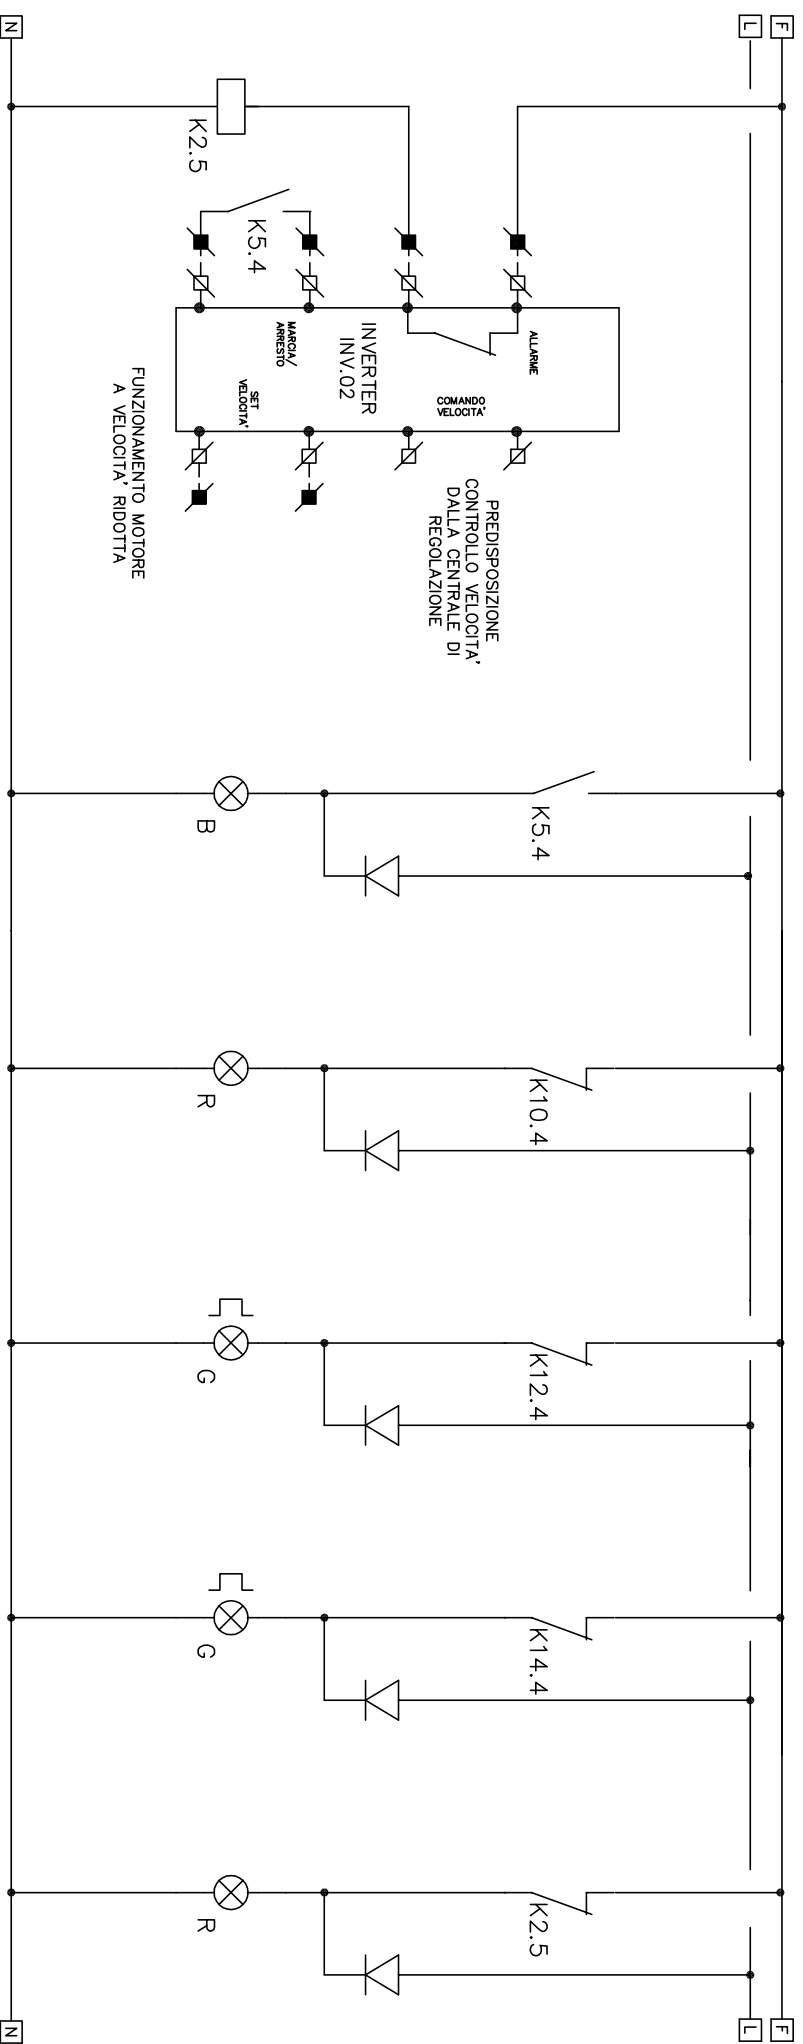 F
L
N
K2.5
K5.4
ALLARME
MARCIA/
ARRESTO
INVERTER
INV.02
COMANDO
VELOCITA'
SET
VELOCITA'
PREDISPOSIZIONE
CONTROLLO VELOCITA'
DALLA CENTRALE DI
REGOLAZIONE
FUNZIONAMENTO MOTORE
A VELOCITA' RIDOTTA
K5.4
B
K10.4
R
K12.4
G
K14.4
G
K2.5
R
F
L
N